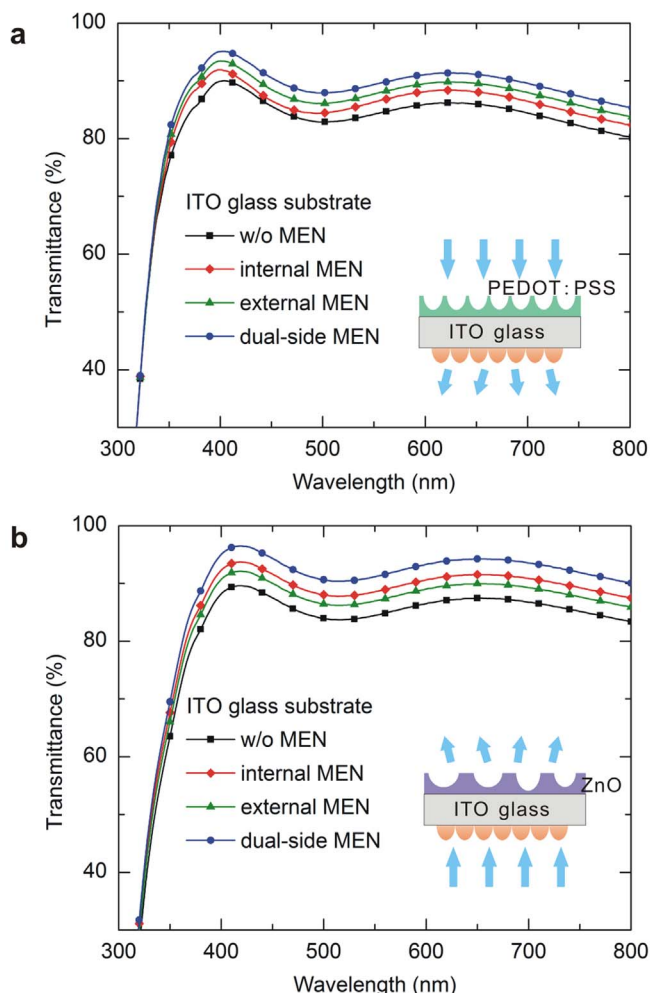 a
100
80
60
40
Transmittance (%)
ITO glass substrate
w/o MEN
internal MEN
external MEN
dual-side MEN
PEDOT:PSS
ITO glass
300 400 500 600 700 800
Wavelength (nm)
b
100
80
60
40
Transmittance (%)
ITO glass substrate
w/o MEN
internal MEN
external MEN
dual-side MEN
ZnO
ITO glass
300 400 500 600 700 800
Wavelength (nm)